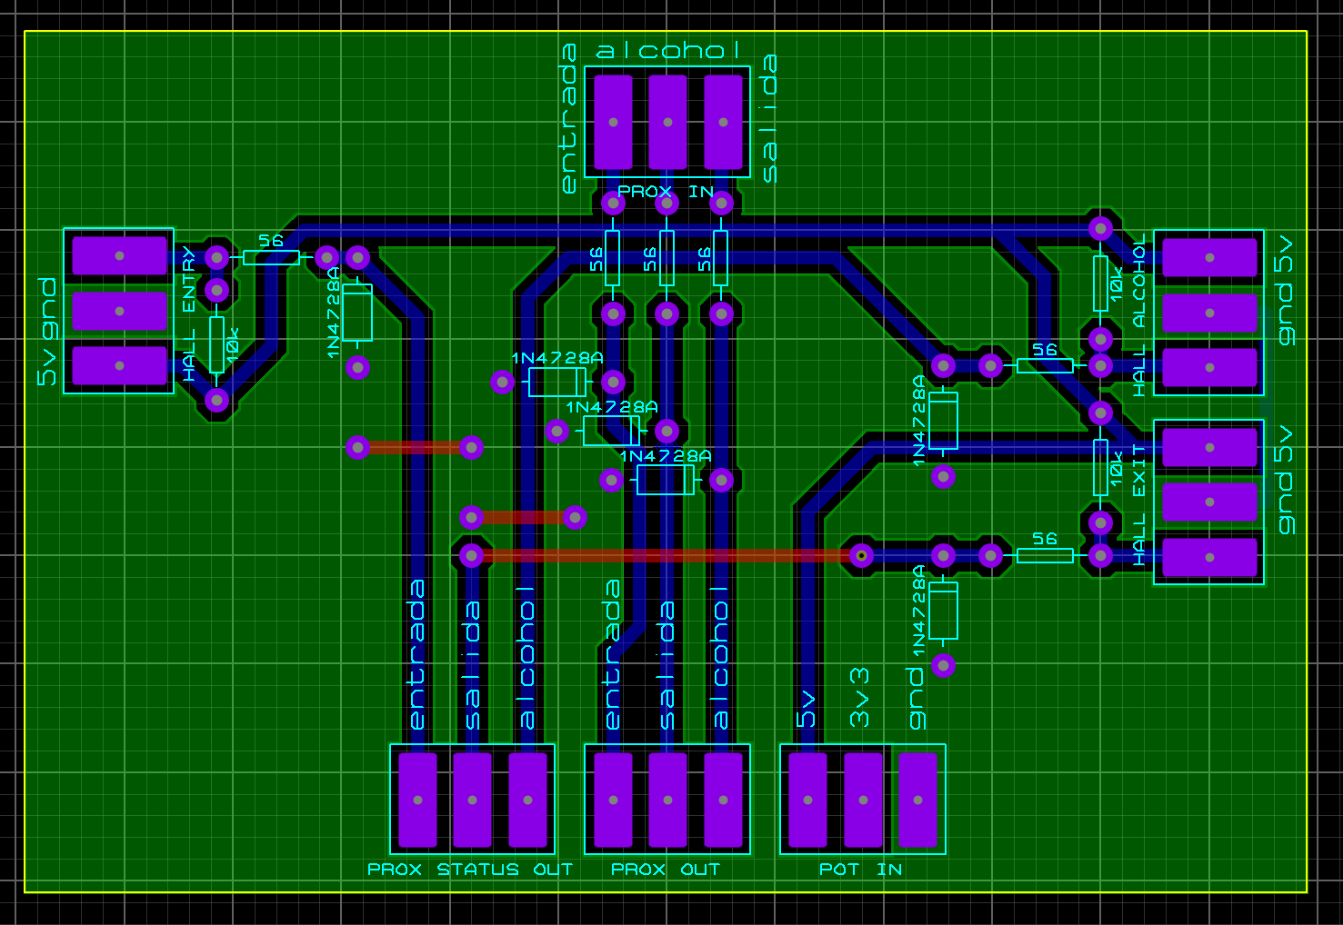 alcohol
entrada
salida
PROX IN
56
56
56
56
HALL ENTRY
5v gnd
10k
1N4728A
HALL ALCOHOL
gnd 5v
10k
56
1N4728A
1N4728A
1N4728A
1N4728A
HALL EXIT
gnd 5v
10k
56
1N4728A
entrada
salida
alcohol
entrada
salida
alcohol
5v
3v3
gnd
PROX STATUS OUT
PROX OUT
POT IN